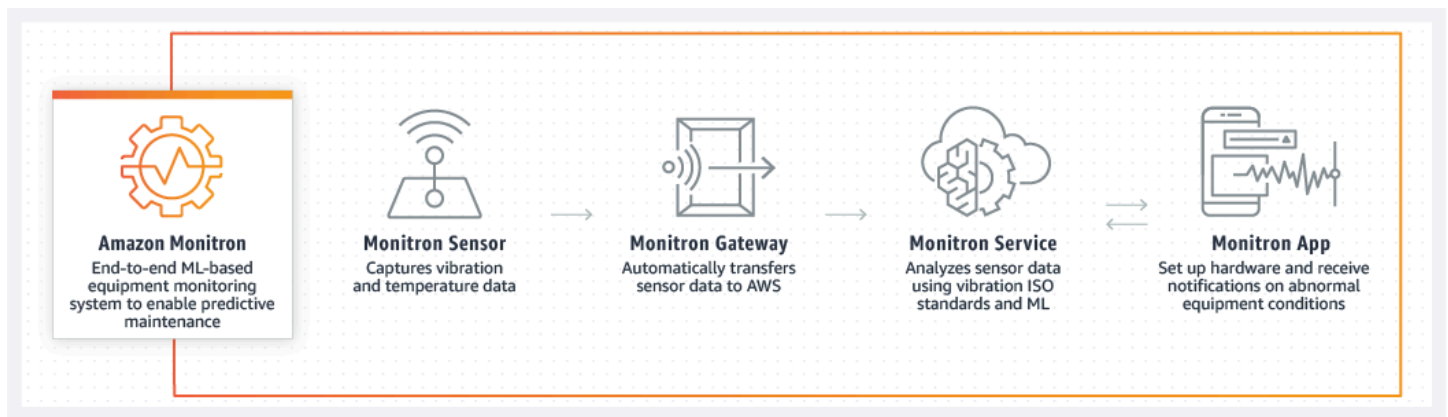 Amazon Monitron
End-to-end ML-based
equipment monitoring
system to enable predictive
maintenance
Monitron Sensor
Captures vibration
and temperature data
Monitron Gateway
Automatically transfers
sensor data to AWS
Monitron Service
Analyzes sensor data
using vibration ISO
standards and ML
Monitron App
Set up hardware and receive
notifications on abnormal
equipment conditions